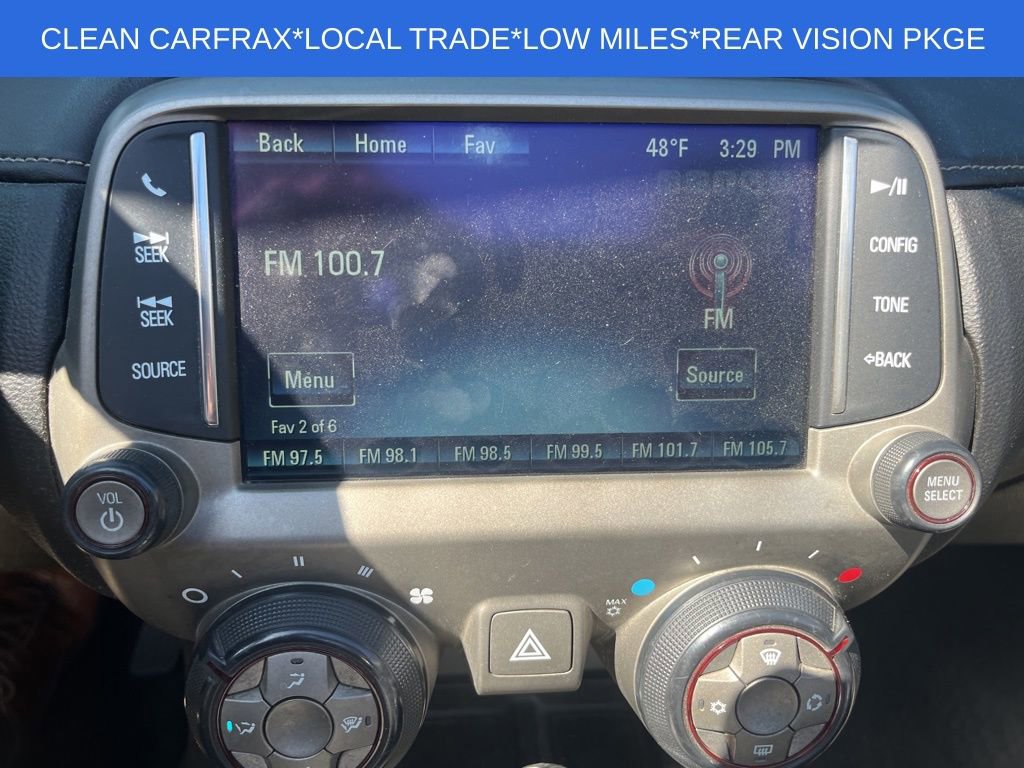 CLEAN CARFRAX*LOCAL TRADE*LOW MILES*REAR VISION PKGE
Back Home Fav 48°F 3:29 PM
SEEK
SEEK
SOURCE
FM 100.7
FM
Menu
Source
Fav 2 of 6
FM 97.5 FM 98.1 FM 98.5 FM 99.5 FM 101.7 FM 105.7
CONFIG
TONE
BACK
VOL
MENU
SELECT
MAX